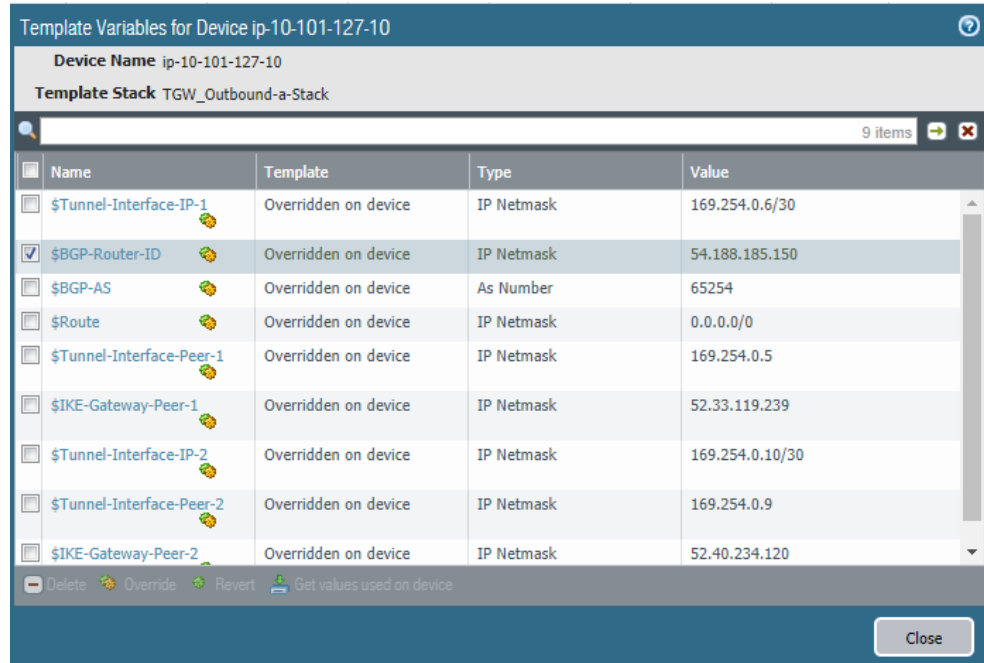 Template Variables for Device ip-10-101-127-10
Device Name ip-10-101-127-10
Template Stack TGW_Outbound-a-Stack
9 items
Name Template Type Value
$Tunnel-Interface-IP-1 Overridden on device IP Netmask 169.254.0.6/30
$BGP-Router-ID Overridden on device IP Netmask 54.188.185.150
$BGP-AS Overridden on device As Number 65254
$Route Overridden on device IP Netmask 0.0.0.0/0
$Tunnel-Interface-Peer-1 Overridden on device IP Netmask 169.254.0.5
$IKE-Gateway-Peer-1 Overridden on device IP Netmask 52.33.119.239
$Tunnel-Interface-IP-2 Overridden on device IP Netmask 169.254.0.10/30
$Tunnel-Interface-Peer-2 Overridden on device IP Netmask 169.254.0.9
$IKE-Gateway-Peer-2 Overridden on device IP Netmask 52.40.234.120
Delete Override Revert Get values used on device
Close